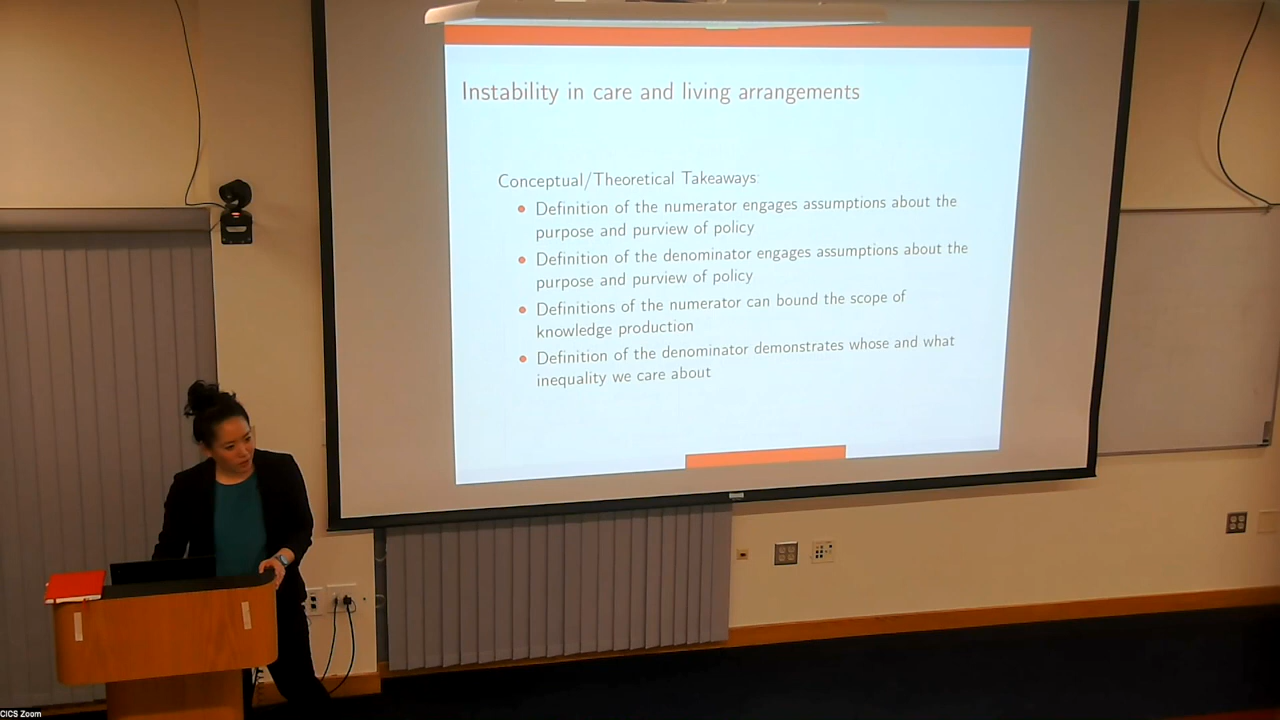 Instability in care and living arrangements
Conceptual/Theoretical Takeaways:
Definition of the numerator engages assumptions about the
purpose and purview of policy
Definition of the denominator engages assumptions about the
purpose and purview of policy
Definitions of the numerator can bound the scope of
knowledge production
Definition of the denominator demonstrates whose and what
inequality we care about
CICS Zoom